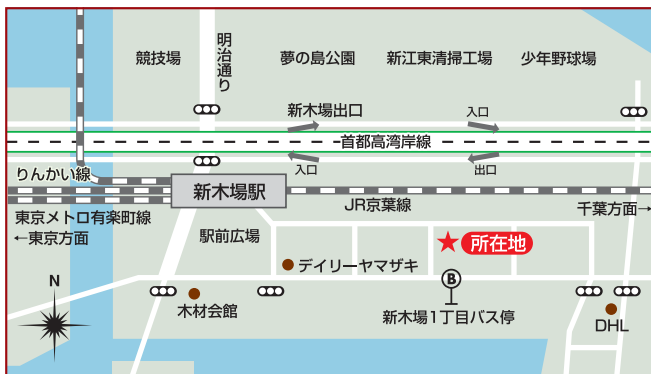 競技場
明治通り
夢の島公園
新江東清掃工場
少年野球場
新木場出口
入口
首都高湾岸線
入口
出口
りんかい線
新木場駅
JR京葉線
千葉方面→
東京メトロ有楽町線
←東京方面
駅前広場
★所在地
デイリーヤマザキ
B
N
木材会館
新木場1丁目バス停
DHL